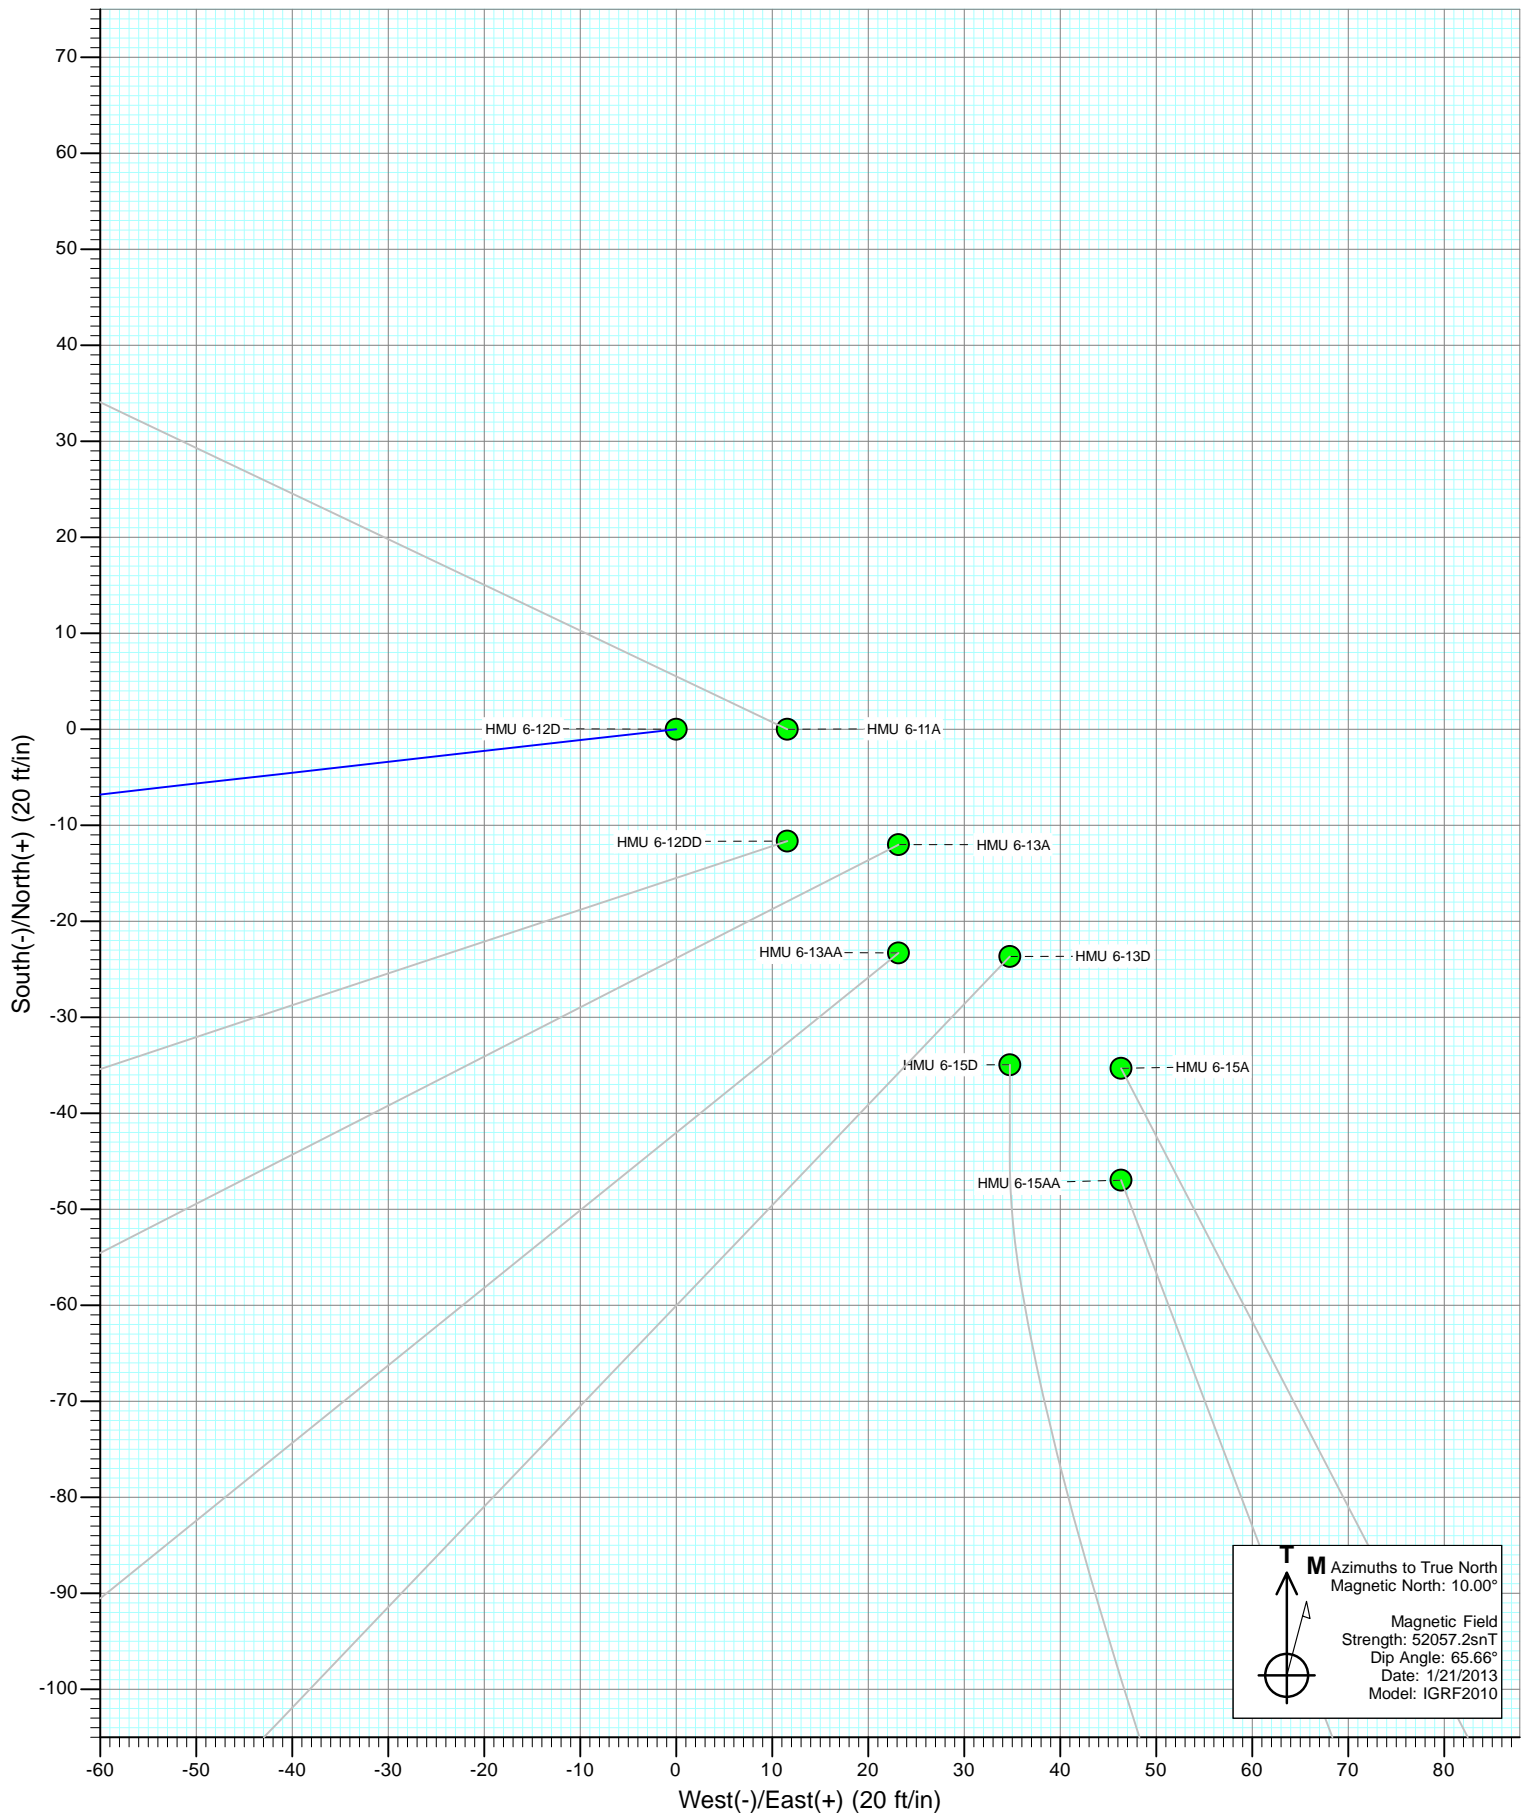 70
60
50
40
30
20
10
0
-10
-20
-30
-40
-50
-60
-70
-80
-90
-100
South(-)/North(+) (20 ft/in)
HMU 6-12D
HMU 6-11A
HMU 6-12DD
HMU 6-13A
HMU 6-13AA
HMU 6-13D
HMU 6-15D
HMU 6-15A
HMU 6-15AA
T
M
Azimuths to True North
Magnetic North: 10.00°
Magnetic Field
Strength: 52057.2snT
Dip Angle: 65.66°
Date: 1/21/2013
Model: IGRF2010
-60 -50 -40 -30 -20 -10 0 10 20 30 40 50 60 70 80
West(-)/East(+) (20 ft/in)